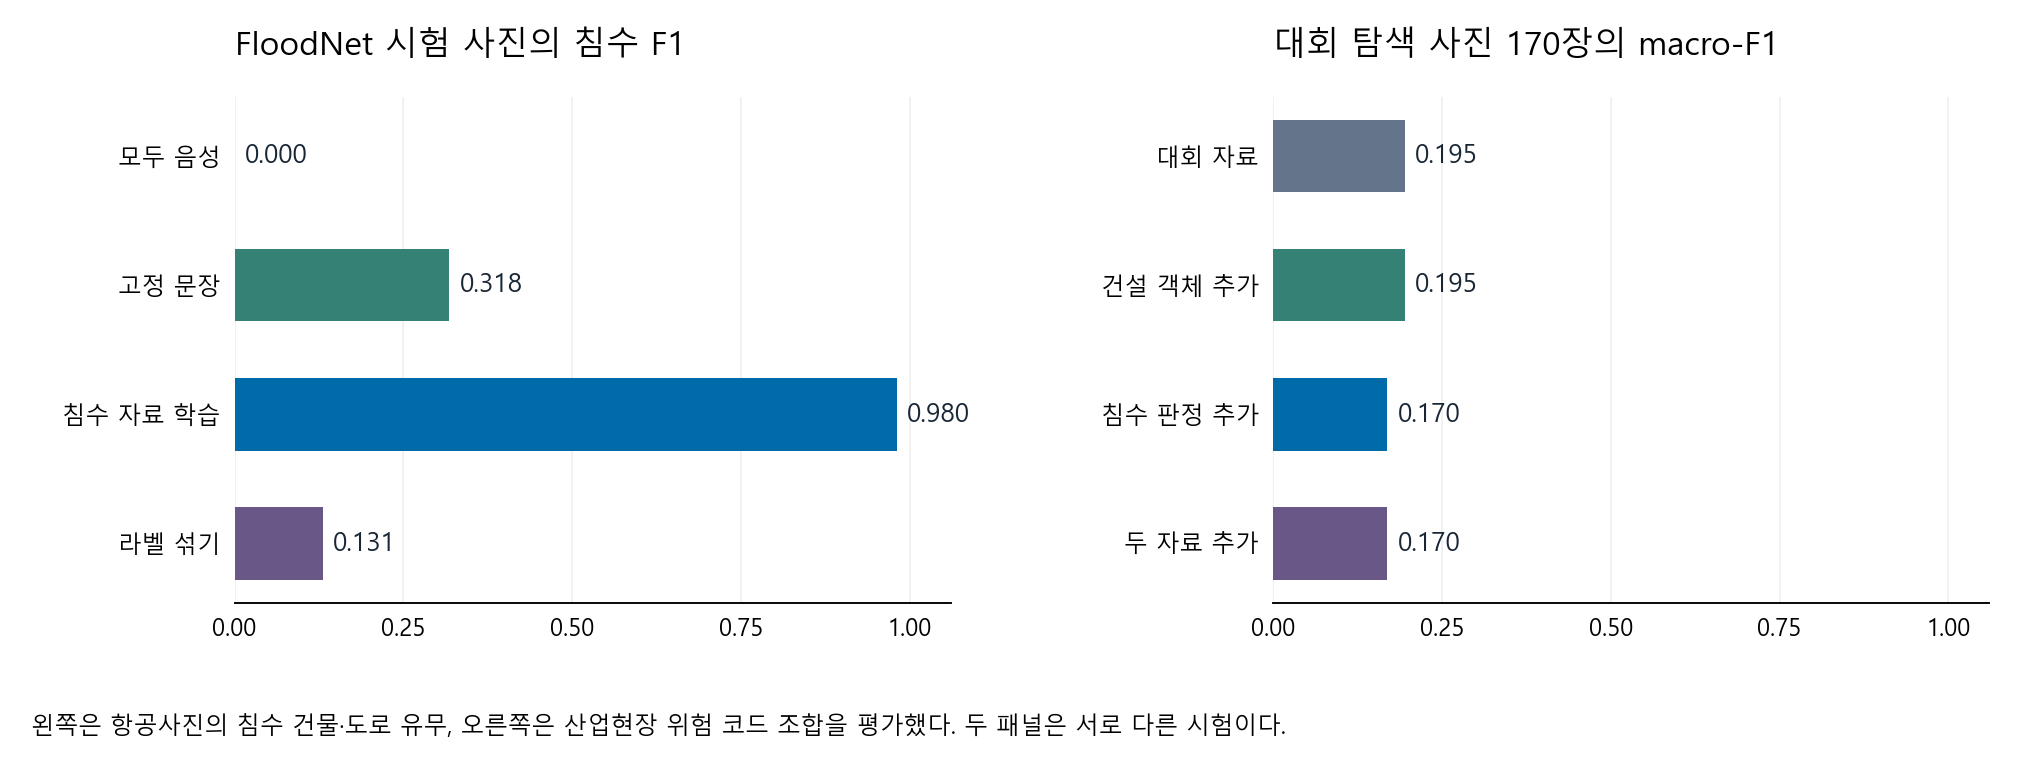 FloodNet 시험 사진의 침수 F1
모두 음성 0.000
고정 문장 0.318
침수 자료 학습 0.980
라벨 섞기 0.131
0.00 0.25 0.50 0.75 1.00
대회 탐색 사진 170장의 macro-F1
대회 자료 0.195
건설 객체 추가 0.195
침수 판정 추가 0.170
두 자료 추가 0.170
0.00 0.25 0.50 0.75 1.00
왼쪽은 항공사진의 침수 건물·도로 유무, 오른쪽은 산업현장 위험 코드 조합을 평가했다. 두 패널은 서로 다른 시험이다.